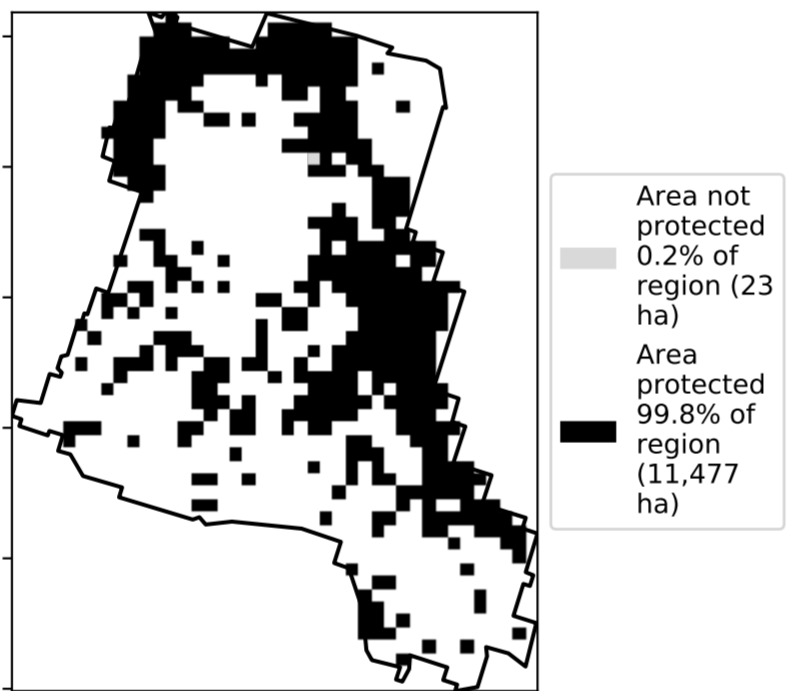 Area not
protected
0.2% of
region (23
ha)
Area
protected
99.8% of
region
(11,477
ha)